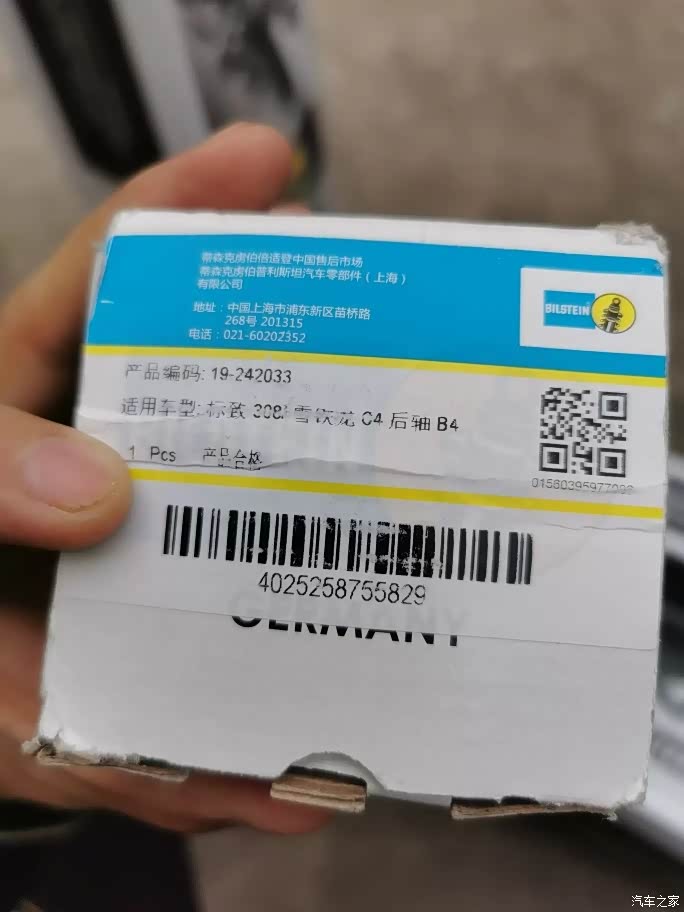 蒂森克虏伯倍适登中国售后市场
蒂森克虏伯普利斯坦汽车零部件（上海）
有限公司
地址：中国上海市浦东新区苗桥路
268号 201315
电话：021-60202352
BILSTEIN
产品编码: 19-242033
适用车型: 标致 308/ 雪铁龙 C4 后轴 B4
1 Pcs 产品合格
4025258755829
GERMANY
汽车之家